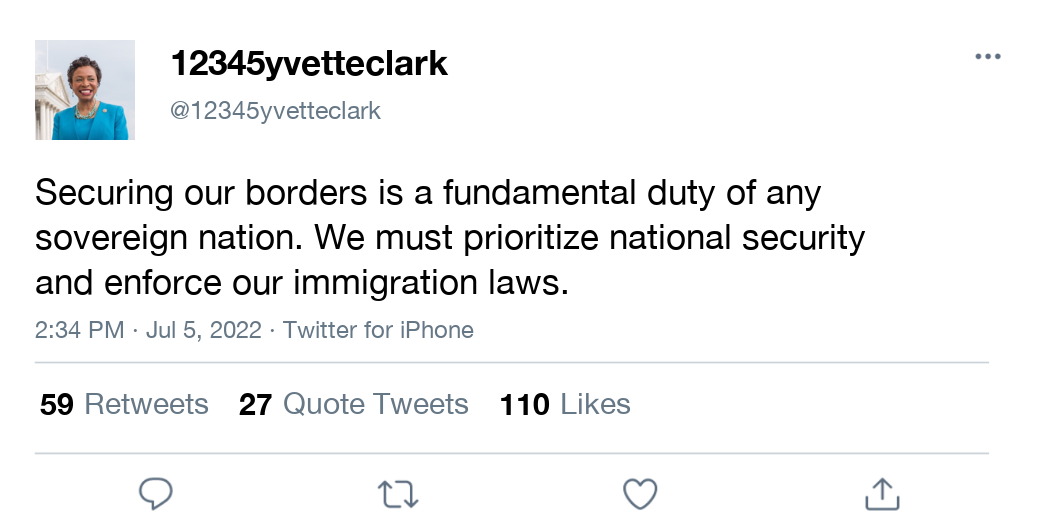 12345yvetteclark
@12345yvetteclark
Securing our borders is a fundamental duty of any
sovereign nation. We must prioritize national security
and enforce our immigration laws.
2:34 PM · Jul 5, 2022 · Twitter for iPhone
59 Retweets 27 Quote Tweets 110 Likes